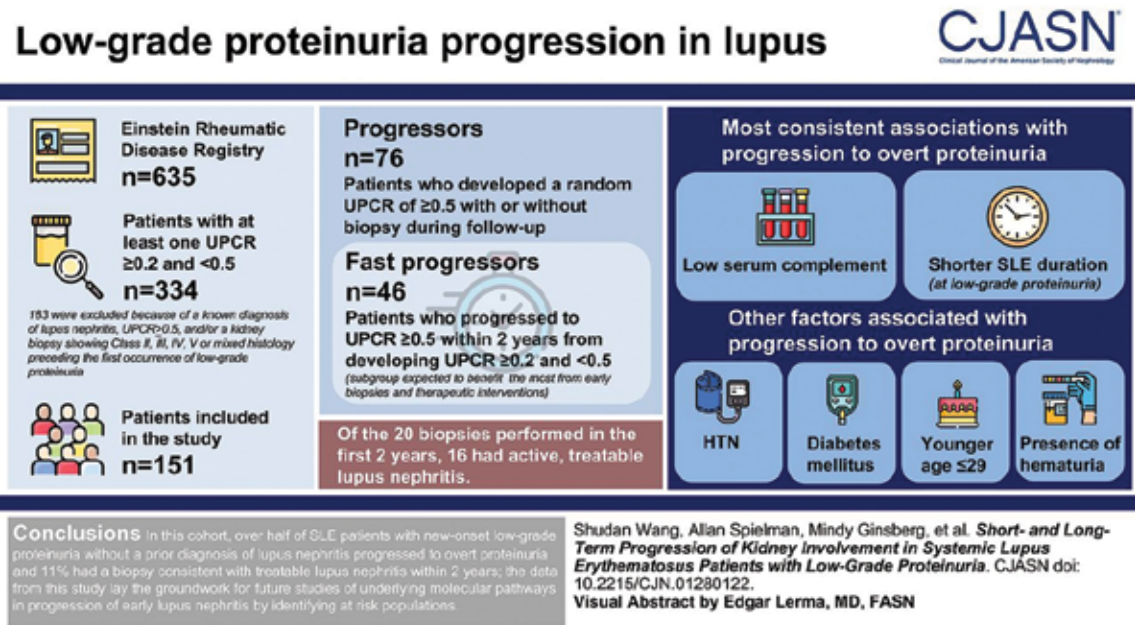 Low-grade proteinuria progression in lupus
CJASN
Clinical Journal of the American Society of Nephrology
Einstein Rheumatic
Disease Registry
n=635
Patients with at
least one UPCR
≥0.2 and <0.5
n=334
183 were excluded because of a known diagnosis
of lupus nephritis, UPCR>0.5, and/or a kidney
biopsy showing Class II, III, IV, V or mixed histology
preceding the first occurrence of low-grade
proteinuria
Patients included
in the study
n=151
Progressors
n=76
Patients who developed a random
UPCR of ≥0.5 with or without
biopsy during follow-up
Fast progressors
n=46
Patients who progressed to
UPCR ≥0.5 within 2 years from
developing UPCR ≥0.2 and <0.5
(subgroup expected to benefit the most from early
biopsies and therapeutic interventions)
Of the 20 biopsies performed in the
first 2 years, 16 had active, treatable
lupus nephritis.
Most consistent associations with
progression to overt proteinuria
Low serum complement
Shorter SLE duration
(at low-grade proteinuria)
Other factors associated with
progression to overt proteinuria
HTN
Diabetes
mellitus
Younger
age ≤29
Presence of
hematuria
Conclusions In this cohort, over half of SLE patients with new-onset low-grade
proteinuria without a prior diagnosis of lupus nephritis progressed to overt proteinuria
and 11% had a biopsy consistent with treatable lupus nephritis within 2 years; the data
from this study lay the groundwork for future studies of underlying molecular pathways
in progression of early lupus nephritis by identifying at risk populations.
Shudan Wang, Allan Spielman, Mindy Ginsberg, et al. Short- and Long-
Term Progression of Kidney Involvement in Systemic Lupus
Erythematosus Patients with Low-Grade Proteinuria. CJASN doi:
10.2215/CJN.01280122.
Visual Abstract by Edgar Lerma, MD, FASN